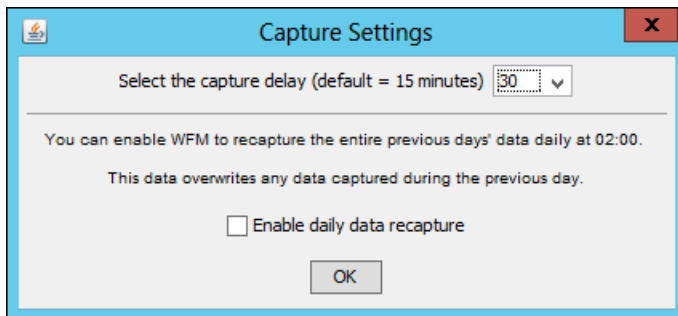 Capture Settings
x
Select the capture delay (default = 15 minutes) 30
You can enable WFM to recapture the entire previous days' data daily at 02:00.
This data overwrites any data captured during the previous day.
Enable daily data recapture
OK